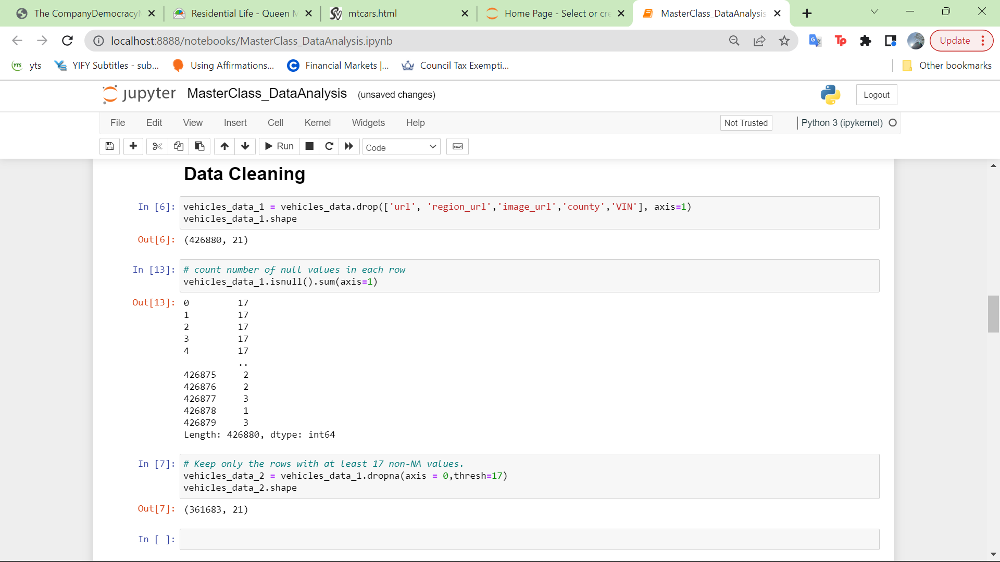 The CompanyDemocracyM
Residential Life - Queen M
mtcars.html
Home Page - Select or cre
MasterClass_DataAnalysis
localhost:8888/notebooks/MasterClass_DataAnalysis.ipynb
Update
yts
YIFY Subtitles - sub...
Using Affirmations...
Financial Markets |...
Council Tax Exempti...
Other bookmarks
jupyter MasterClass_DataAnalysis (unsaved changes)
Logout
File Edit View Insert Cell Kernel Widgets Help
Not Trusted
Python 3 (ipykernel)
Run
Code
Data Cleaning
In [6]: vehicles_data_1 = vehicles_data.drop(['url', 'region_url','image_url','county','VIN'], axis=1)
vehicles_data_1.shape
Out[6]: (426880, 21)
In [13]: # count number of null values in each row
vehicles_data_1.isnull().sum(axis=1)
Out[13]: 0 17
1 17
2 17
3 17
4 17
..
426875 2
426876 2
426877 3
426878 1
426879 3
Length: 426880, dtype: int64
In [7]: # Keep only the rows with at least 17 non-NA values.
vehicles_data_2 = vehicles_data_1.dropna(axis = 0,thresh=17)
vehicles_data_2.shape
Out[7]: (361683, 21)
In [ ]: